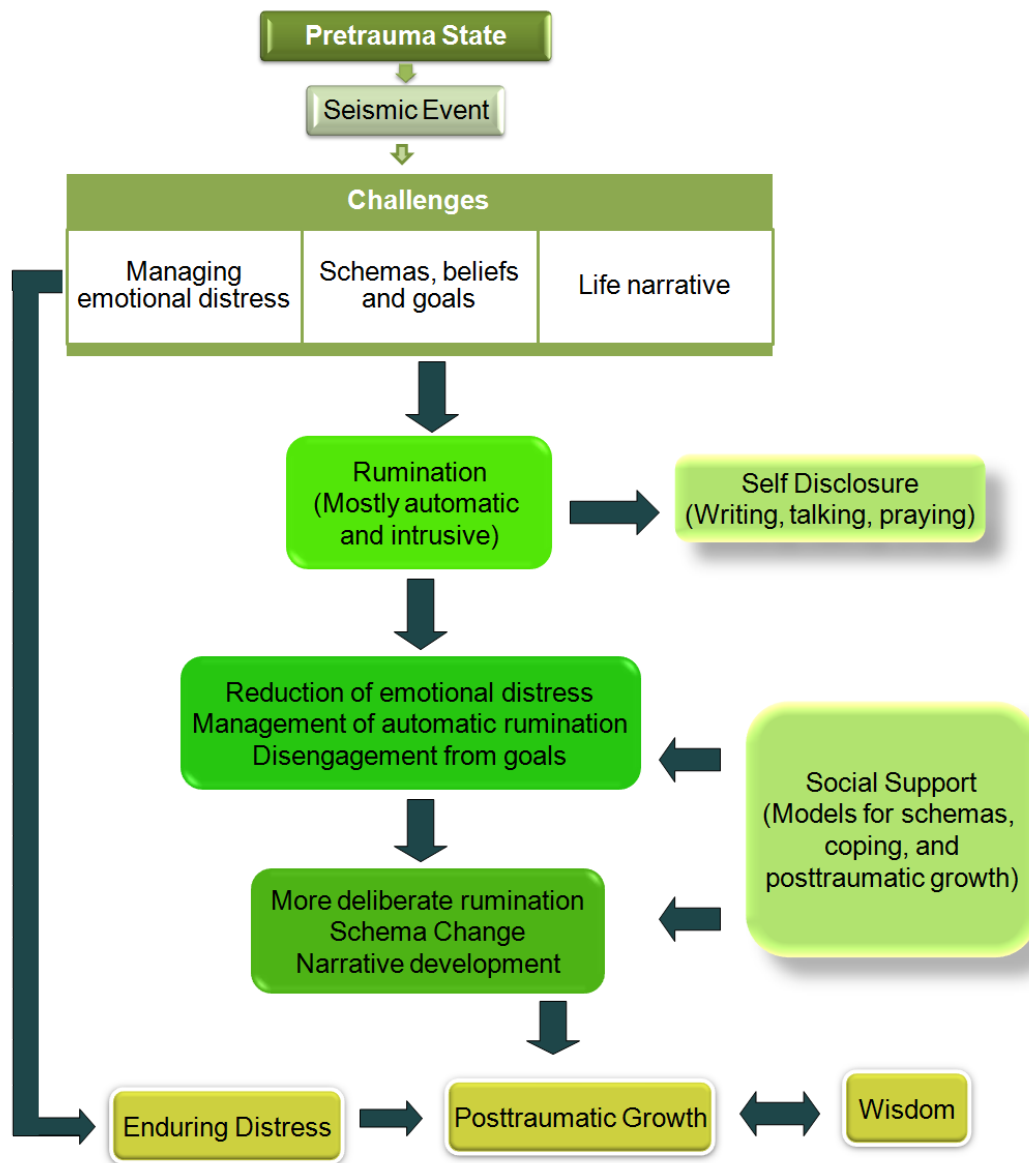 Pretrauma State
Seismic Event
Challenges
Managing
emotional distress
Schemas, beliefs
and goals
Life narrative
Rumination
(Mostly automatic
and intrusive)
Self Disclosure
(Writing, talking, praying)
Reduction of emotional distress
Management of automatic rumination
Disengagement from goals
Social Support
(Models for schemas,
coping, and
posttraumatic growth)
More deliberate rumination
Schema Change
Narrative development
Enduring Distress
Posttraumatic Growth
Wisdom